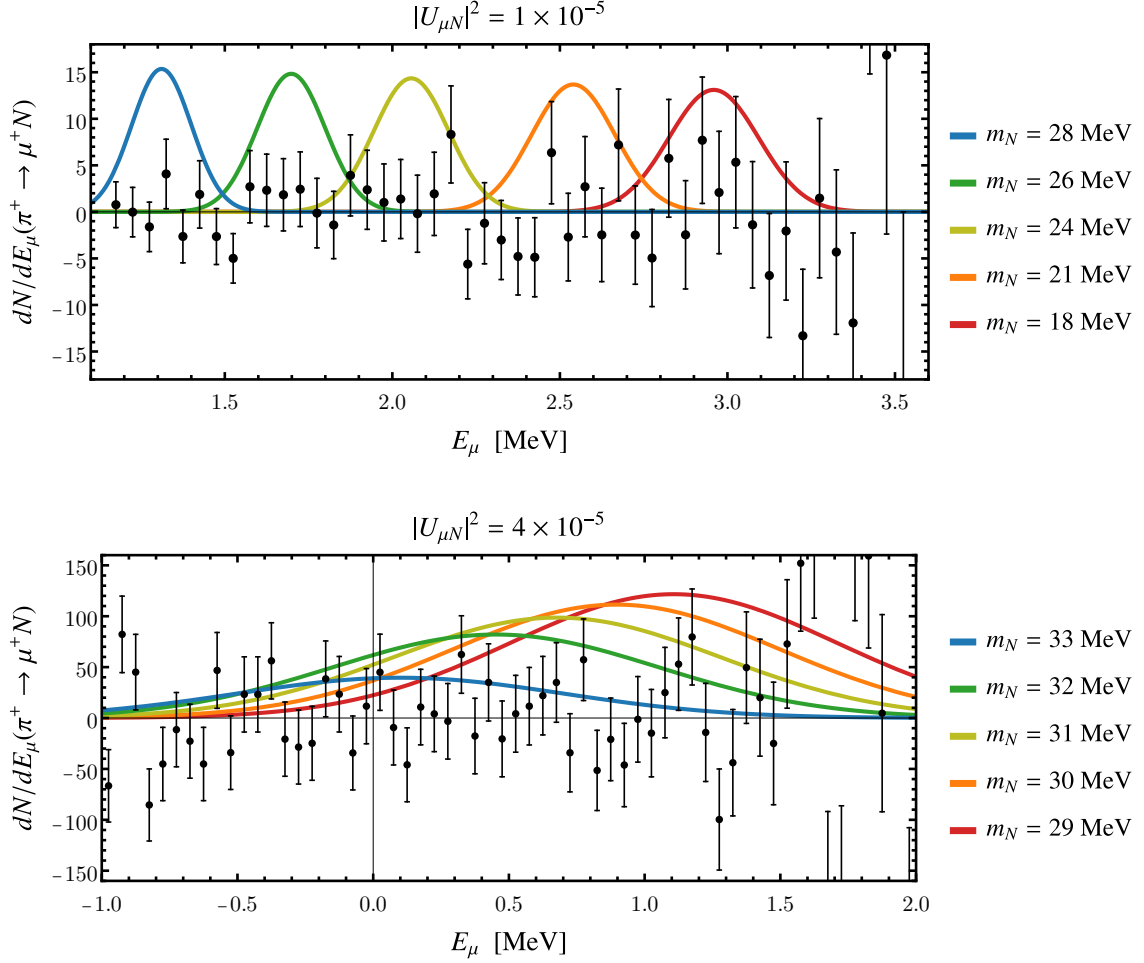 |U_{μN}|² = 1 × 10⁻⁵
dN/dE_μ(π⁺ → μ⁺N)
15
10
5
0
−5
−10
−15
1.5 2.0 2.5 3.0 3.5
E_μ [MeV]
m_N = 28 MeV
m_N = 26 MeV
m_N = 24 MeV
m_N = 21 MeV
m_N = 18 MeV
|U_{μN}|² = 4 × 10⁻⁵
dN/dE_μ(π⁺ → μ⁺N)
150
100
50
0
−50
−100
−150
−1.0 −0.5 0.0 0.5 1.0 1.5 2.0
E_μ [MeV]
m_N = 33 MeV
m_N = 32 MeV
m_N = 31 MeV
m_N = 30 MeV
m_N = 29 MeV